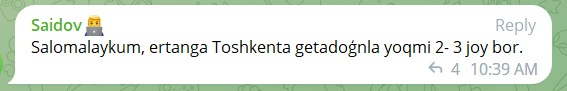 Saidov👨‍💻 Reply
Salomalaykum, ertanga Toshkenta getadoǵnla yoqmi 2- 3 joy bor.
4 10:39 AM